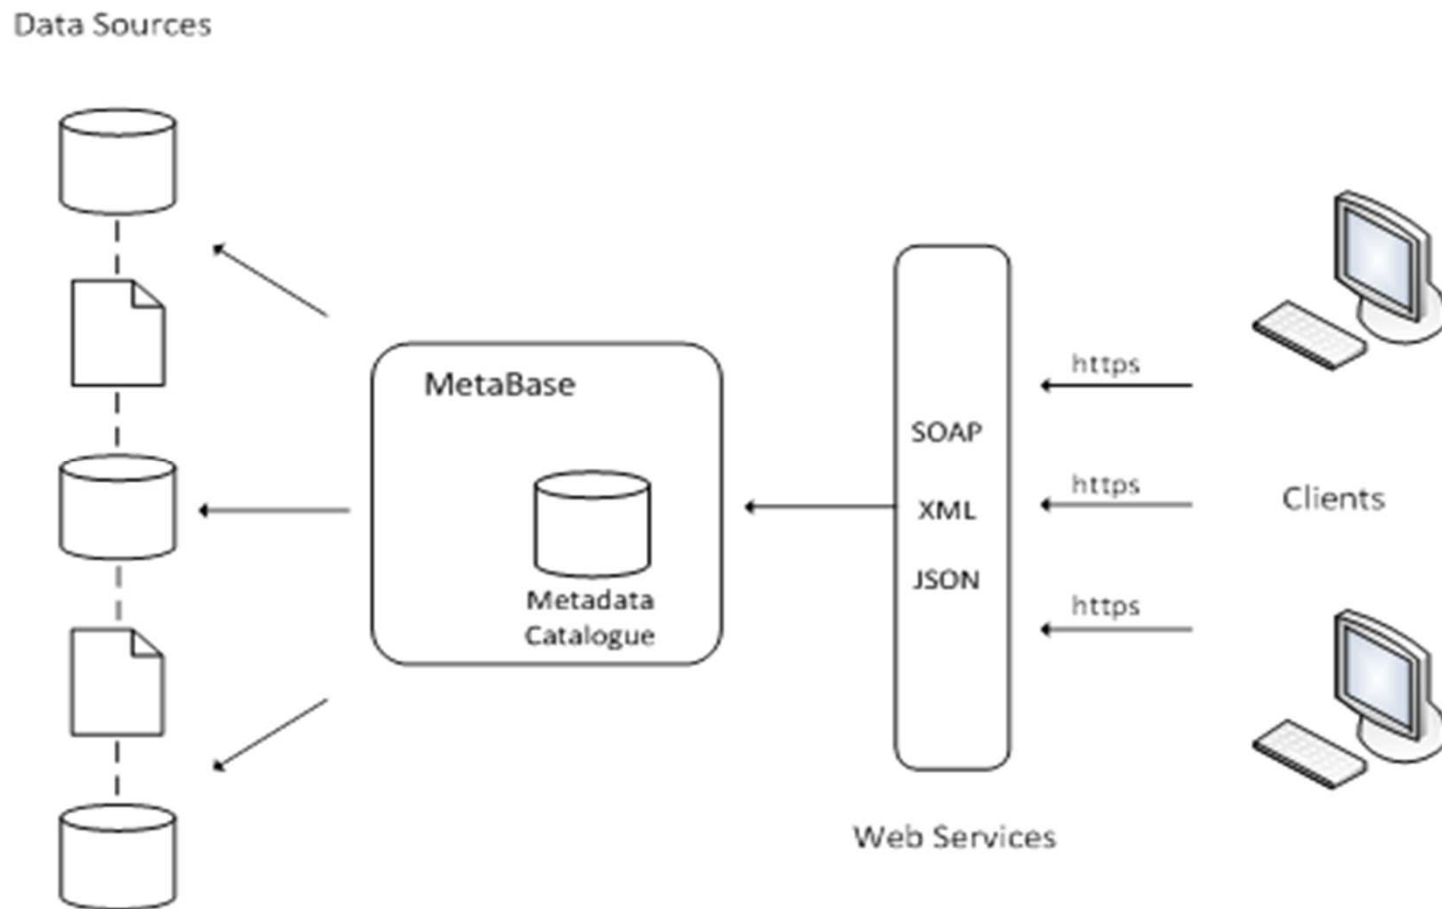 Data Sources
MetaBase
Metadata
Catalogue
SOAP
XML
JSON
Web Services
https
https
https
Clients